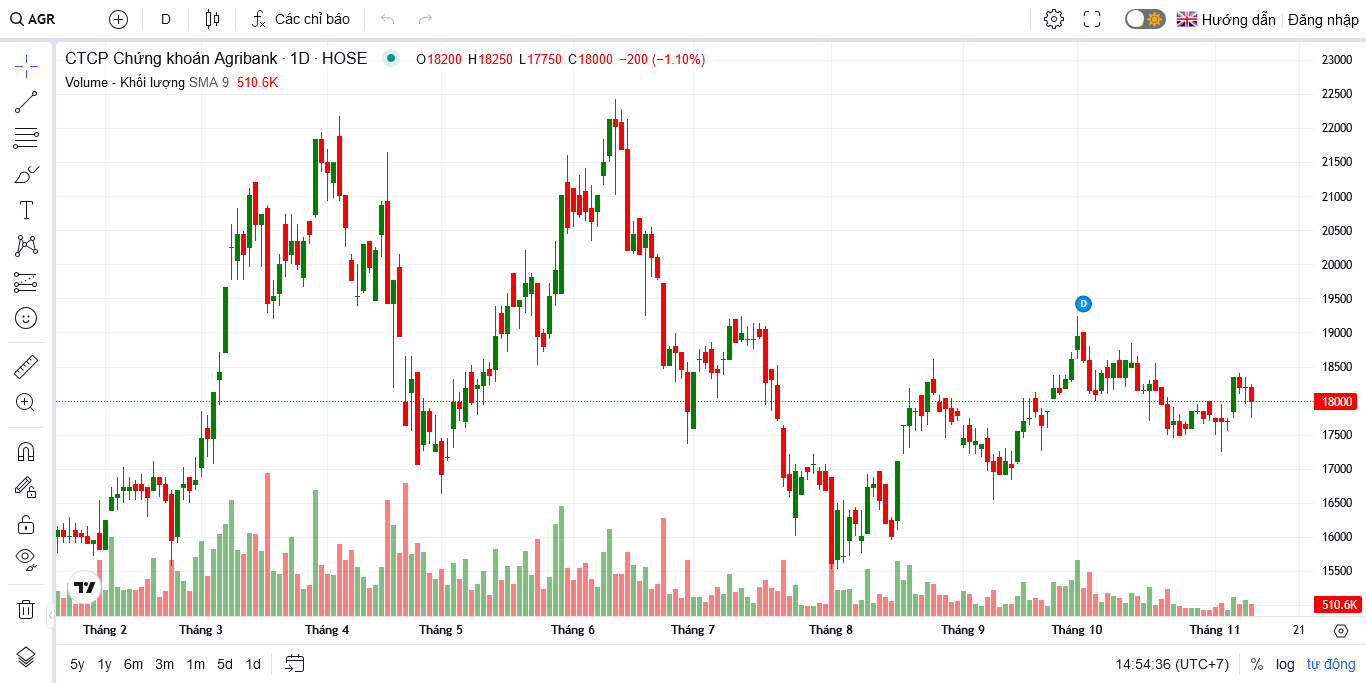 AGR D Các chỉ báo Hướng dẫn Đăng nhập
CTCP Chứng khoán Agribank · 1D · HOSE O18200 H18250 L17750 C18000 −200 (−1.10%)
Volume - Khối lượng SMA 9 510.6K
23000
22500
22000
21500
21000
20500
20000
19500
19000
18500
18000
17500
17000
16500
16000
15500
510.6K
D
Tháng 2 Tháng 3 Tháng 4 Tháng 5 Tháng 6 Tháng 7 Tháng 8 Tháng 9 Tháng 10 Tháng 11 21
5y 1y 6m 3m 1m 5d 1d 14:54:36 (UTC+7) % log tự động